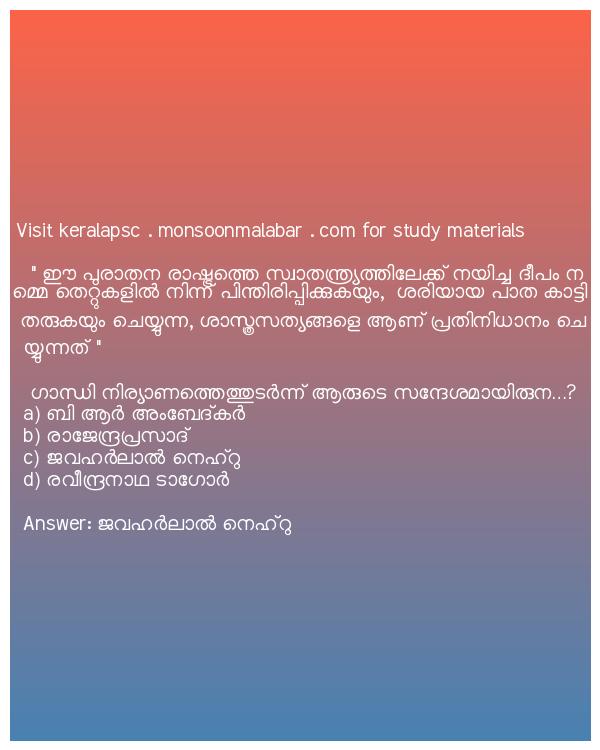 Visit keralapsc . monsoonmalabar . com for study materials
" ഈ പുരാതന രാഷ്ട്രത്തെ സ്വാതന്ത്ര്യത്തിലേക്ക് നയിച്ച ദീപം ന
മ്മെ തെറ്റുകളിൽ നിന്ന് പിന്തിരിപ്പിക്കുകയും, ശരിയായ പാത കാട്ടി
തരുകയും ചെയ്യുന്ന, ശാസ്ത്രസത്യങ്ങളെ ആണ് പ്രതിനിധാനം ചെ
യ്യുന്നത് "
ഗാന്ധി നിര്യാണത്തെത്തുടർന്ന് ആരുടെ സന്ദേശമായിരുന...?
a) ബി ആർ അംബേദ്കർ
b) രാജേന്ദ്രപ്രസാദ്
c) ജവഹർലാൽ നെഹ്റു
d) രവീന്ദ്രനാഥ ടാഗോർ
Answer: ജവഹർലാൽ നെഹ്റു